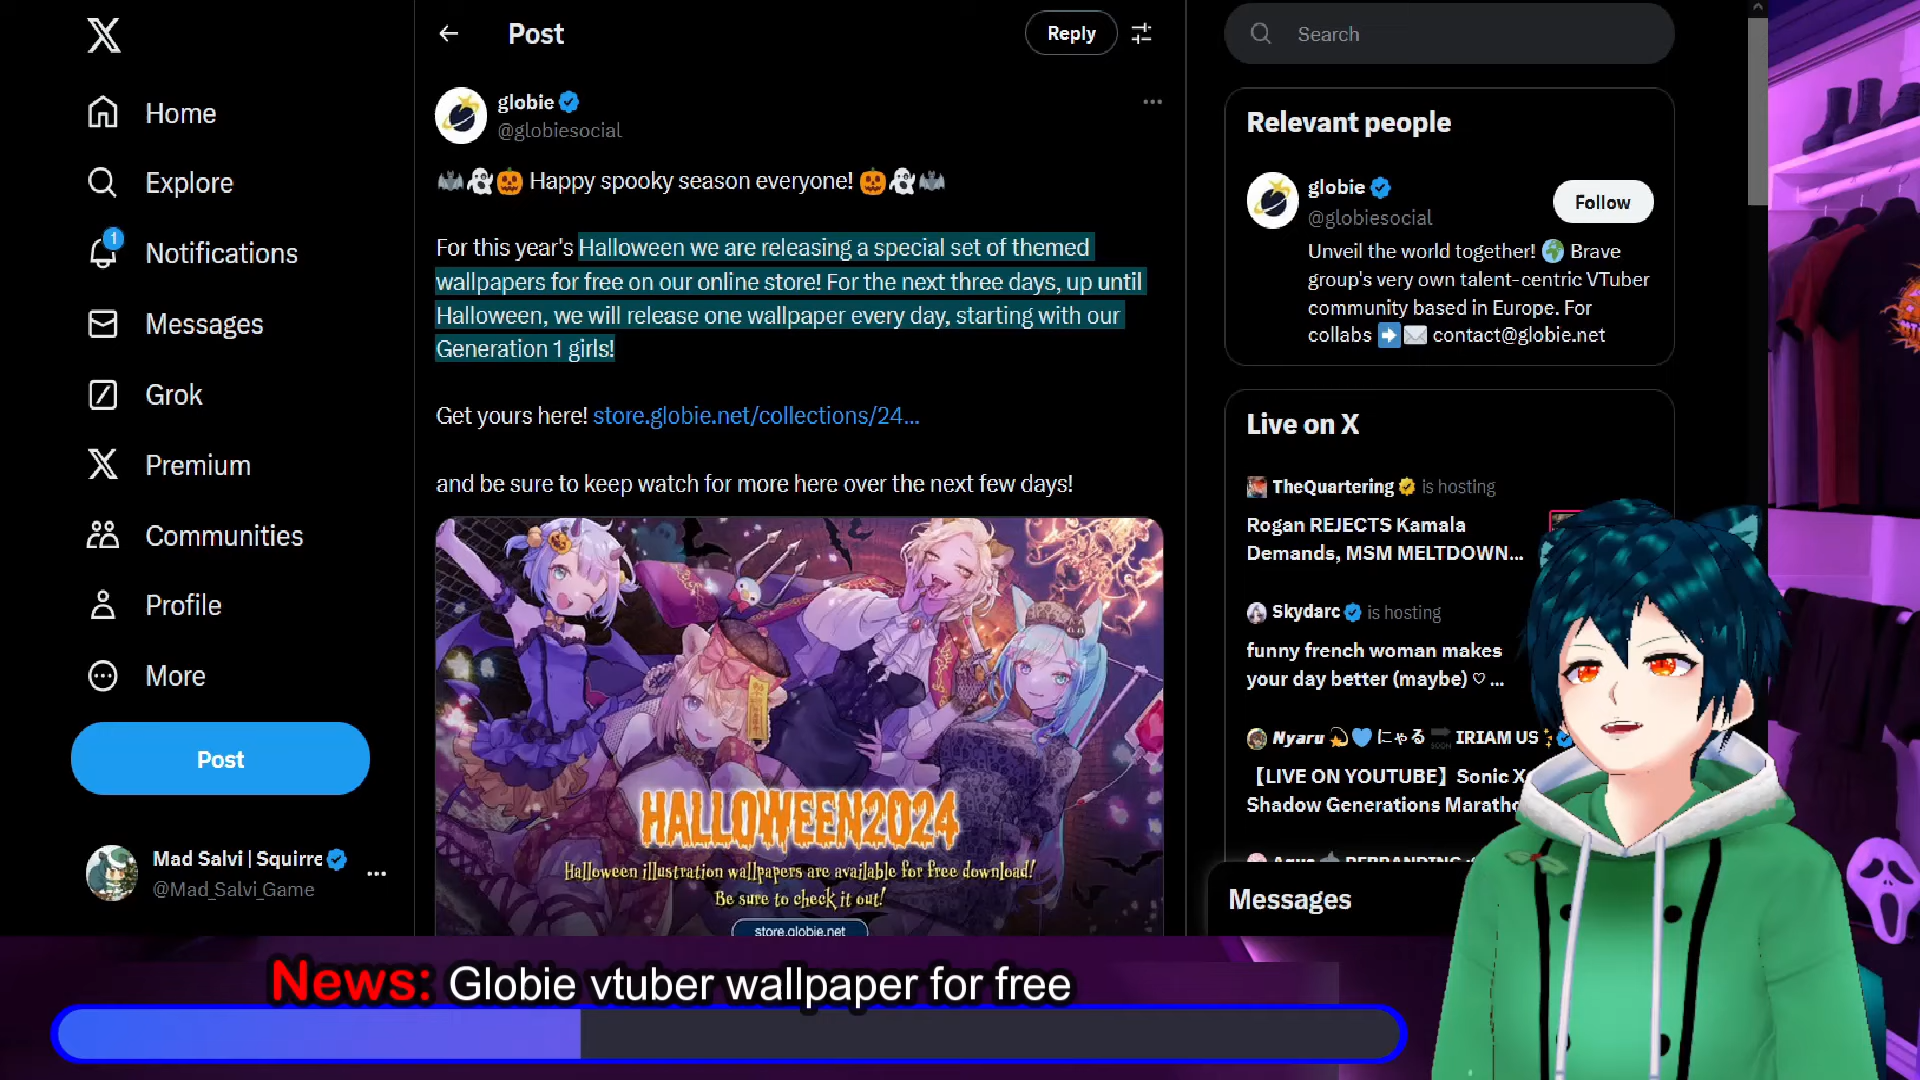 Home
Explore
1
Notifications
Messages
Grok
Premium
Communities
Profile
More
Post
Mad Salvi | Squirre
@Mad_Salvi_Game
Post
Reply
globie
@globiesocial
🦇👻🎃 Happy spooky season everyone! 🎃👻🦇
For this year's Halloween we are releasing a special set of themed
wallpapers for free on our online store! For the next three days, up until
Halloween, we will release one wallpaper every day, starting with our
Generation 1 girls!
Get yours here! store.globie.net/collections/24...
and be sure to keep watch for more here over the next few days!
HALLOWEEN2024
Halloween illustration wallpapers are available for free download!
Be sure to check it out!
store.globie.net
Search
Relevant people
globie
@globiesocial
Follow
Unveil the world together! 🌍 Brave
group's very own talent-centric VTuber
community based in Europe. For
collabs ➡️✉️ contact@globie.net
Live on X
TheQuartering is hosting
Rogan REJECTS Kamala
Demands, MSM MELTDOWN...
Skydarc is hosting
funny french woman makes
your day better (maybe) ♡ ...
Nyaru 💫💙 にゃる 🔜 IRIAM US
【LIVE ON YOUTUBE】Sonic X
Shadow Generations Maratho
Messages
News: Globie vtuber wallpaper for free